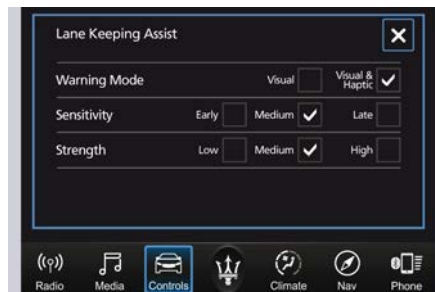 Lane Keeping Assist
Warning Mode Visual Visual & Haptic
Sensitivity Early Medium Late
Strength Low Medium High
Radio Media Controls Climate Nav Phone